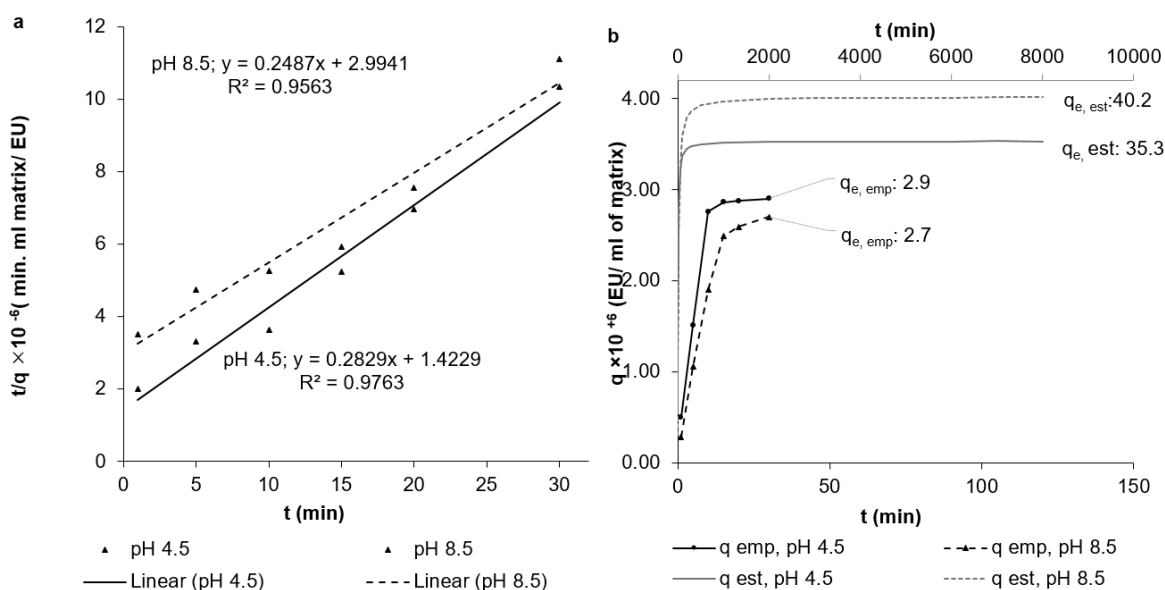 a
t/q ×10 -6( min. ml matrix/ EU)
12
10
8
6
4
2
0
pH 8.5; y = 0.2487x + 2.9941
R² = 0.9563
pH 4.5; y = 0.2829x + 1.4229
R² = 0.9763
0 5 10 15 20 25 30
t (min)
pH 4.5 pH 8.5
Linear (pH 4.5) Linear (pH 8.5)
b
t (min)
0 2000 4000 6000 8000 10000
q ×10 +6 (EU/ ml of matrix)
4.00
3.00
2.00
1.00
0.00
qe, est:40.2
qe, est: 35.3
qe, emp: 2.9
qe, emp: 2.7
0 50 100 150
t (min)
q emp, pH 4.5 q emp, pH 8.5
q est, pH 4.5 q est, pH 8.5